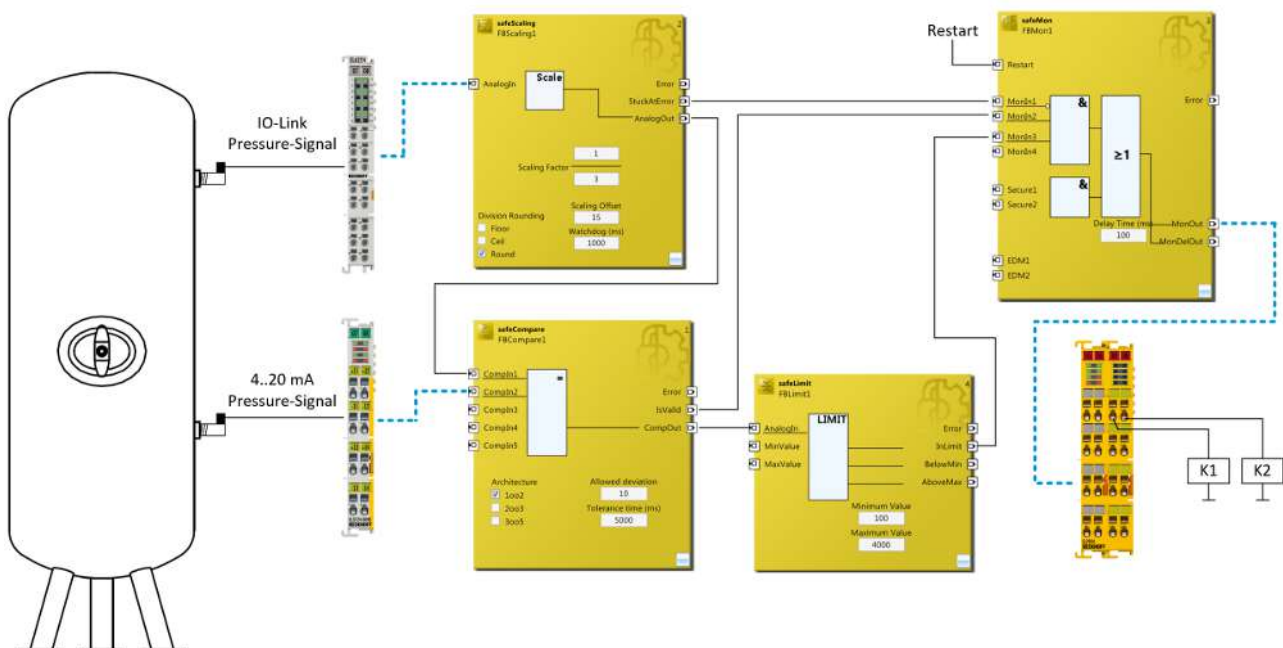 IO-Link
Pressure-Signal
4..20 mA
Pressure-Signal
safeScaling
FBScaling1
2
AnalogIn
Scale
Error
StuckAtError
AnalogOut
1
Scaling Factor
3
Scaling Offset
15
Division Rounding
Floor
Ceil
Round
Watchdog (ms)
1000
safeCompare
FBCompare1
1
CompIn1
CompIn2
CompIn3
CompIn4
CompIn5
=
Error
IsValid
CompOut
Architecture
1oo2
2oo3
3oo5
Allowed deviation
10
Tolerance time (ms)
5000
safeLimit
FBLimit1
4
AnalogIn
MinValue
MaxValue
LIMIT
Error
InLimit
BelowMin
AboveMax
Minimum Value
100
Maximum Value
4000
Restart
safeMon
FBMon1
3
Restart
MonIn1
MonIn2
MonIn3
MonIn4
Secure1
Secure2
EDM1
EDM2
&
&
≥1
Error
Delay Time (ms)
100
MonOut
MonDelOut
K1
K2